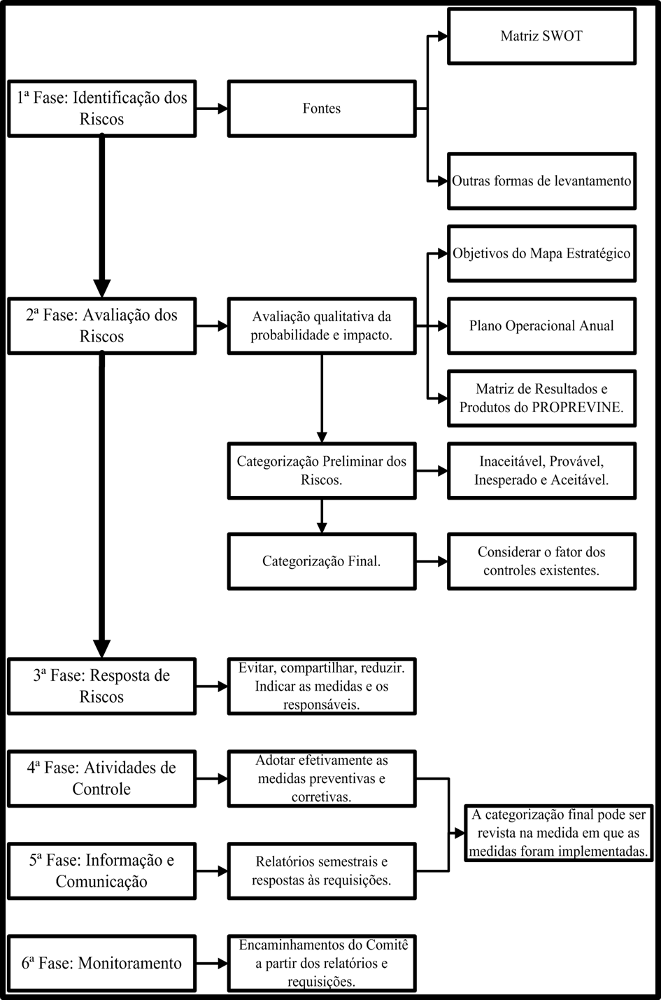 Matriz SWOT
1ª Fase: Identificação dos
Riscos
Fontes
Outras formas de levantamento
Objetivos do Mapa Estratégico
2ª Fase: Avaliação dos
Riscos
Avaliação qualitativa da
probabilidade e impacto.
Plano Operacional Anual
Matriz de Resultados e
Produtos do PROPREVINE.
Categorização Preliminar dos
Riscos.
Inaceitável, Provável,
Inesperado e Aceitável.
Categorização Final.
Considerar o fator dos
controles existentes.
3ª Fase: Resposta de
Riscos
Evitar, compartilhar, reduzir.
Indicar as medidas e os
responsáveis.
4ª Fase: Atividades de
Controle
Adotar efetivamente as
medidas preventivas e
corretivas.
A categorização final pode ser
revista na medida em que as
medidas foram implementadas.
5ª Fase: Informação e
Comunicação
Relatórios semestrais e
respostas às requisições.
6ª Fase: Monitoramento
Encaminhamentos do Comitê
a partir dos relatórios e
requisições.